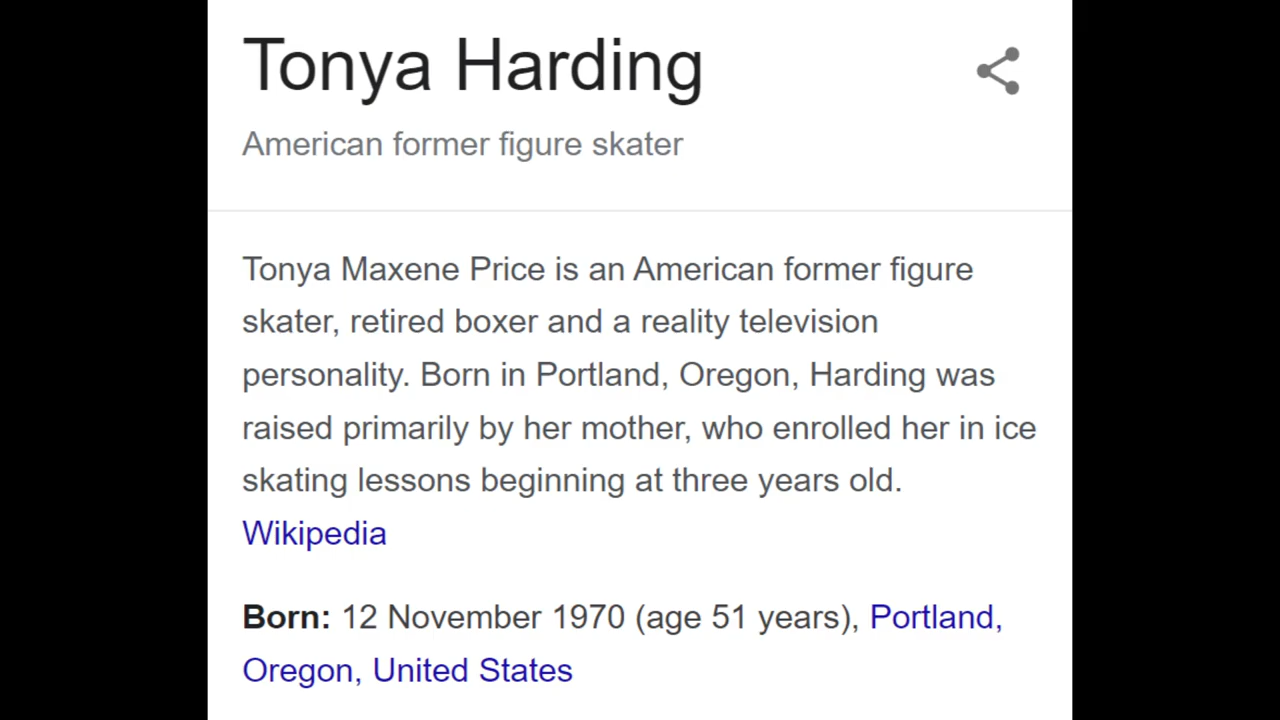 Tonya Harding
American former figure skater
Tonya Maxene Price is an American former figure
skater, retired boxer and a reality television
personality. Born in Portland, Oregon, Harding was
raised primarily by her mother, who enrolled her in ice
skating lessons beginning at three years old.
Wikipedia
Born: 12 November 1970 (age 51 years), Portland,
Oregon, United States